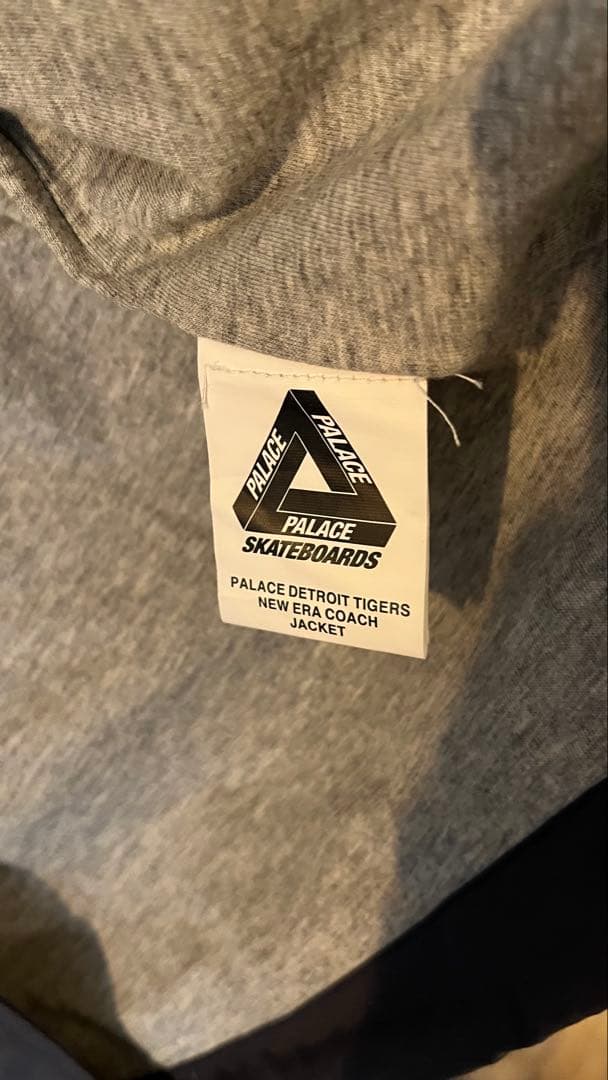 PALACE
PALACE
PALACE
SKATEBOARDS
PALACE DETROIT TIGERS
NEW ERA COACH
JACKET